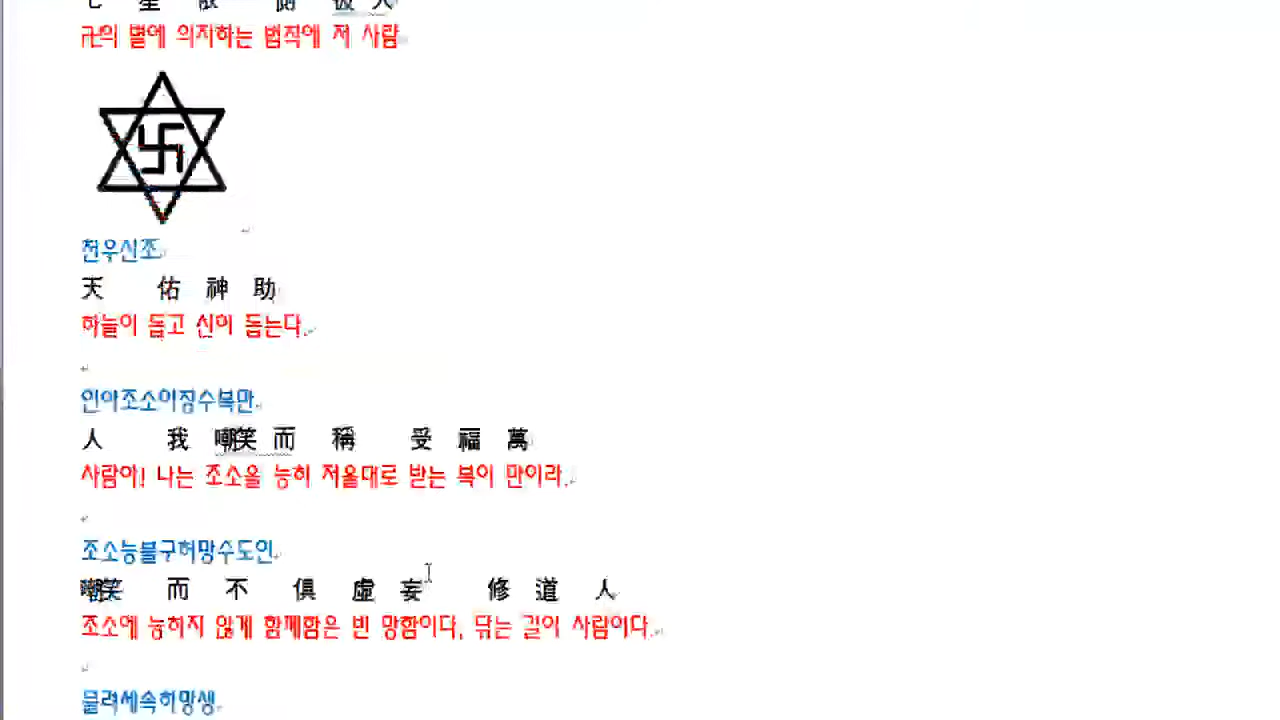 卍의 별에 의지하는 법칙에 저 사람
천우신조
天 佑 神 助
하늘이 돕고 신이 돕는다.
인아조소이칭수복만
人 我 嘲笑 而 稱 受 福 萬
사람아! 나는 조소을 능히 저울대로 받는 복이 만이라.
조소능불구허망수도인
嘲笑 而 不 俱 虛 妄 修 道 人
조소에 능하지 않게 함께함은 빈 망함이다, 닦는 길이 사람이다.
물려세속허망생